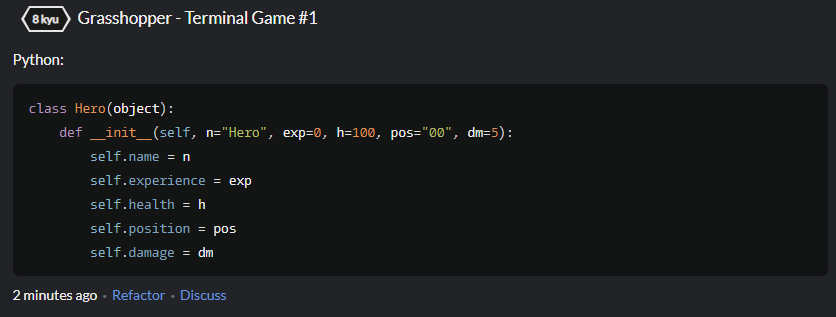 8 kyu Grasshopper - Terminal Game #1
Python:
class Hero(object):
    def __init__(self, n="Hero", exp=0, h=100, pos="00", dm=5):
        self.name = n
        self.experience = exp
        self.health = h
        self.position = pos
        self.damage = dm
2 minutes ago • Refactor • Discuss